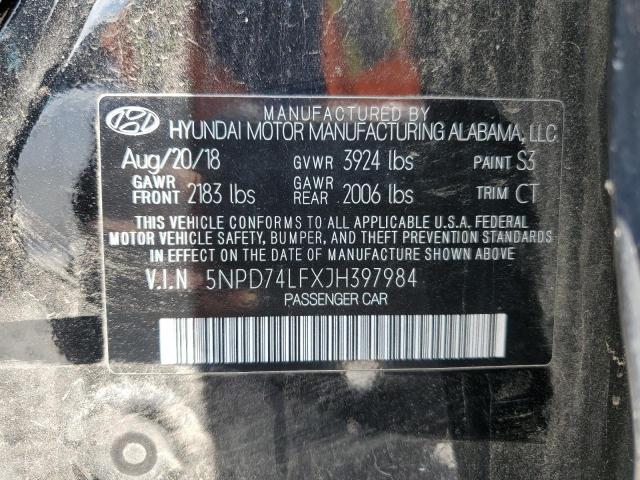 MANUFACTURED BY
HYUNDAI MOTOR MANUFACTURING ALABAMA, LLC.
Aug/20/18 GVWR 3924 lbs PAINT S3
GAWR FRONT 2183 lbs GAWR REAR 2006 lbs TRIM CT
THIS VEHICLE CONFORMS TO ALL APPLICABLE U.S.A. FEDERAL
MOTOR VEHICLE SAFETY, BUMPER, AND THEFT PREVENTION STANDARDS
IN EFFECT ON THE DATE OF MANUFACTURE SHOWN ABOVE
V.I.N 5NPD74LFXJH397984
PASSENGER CAR